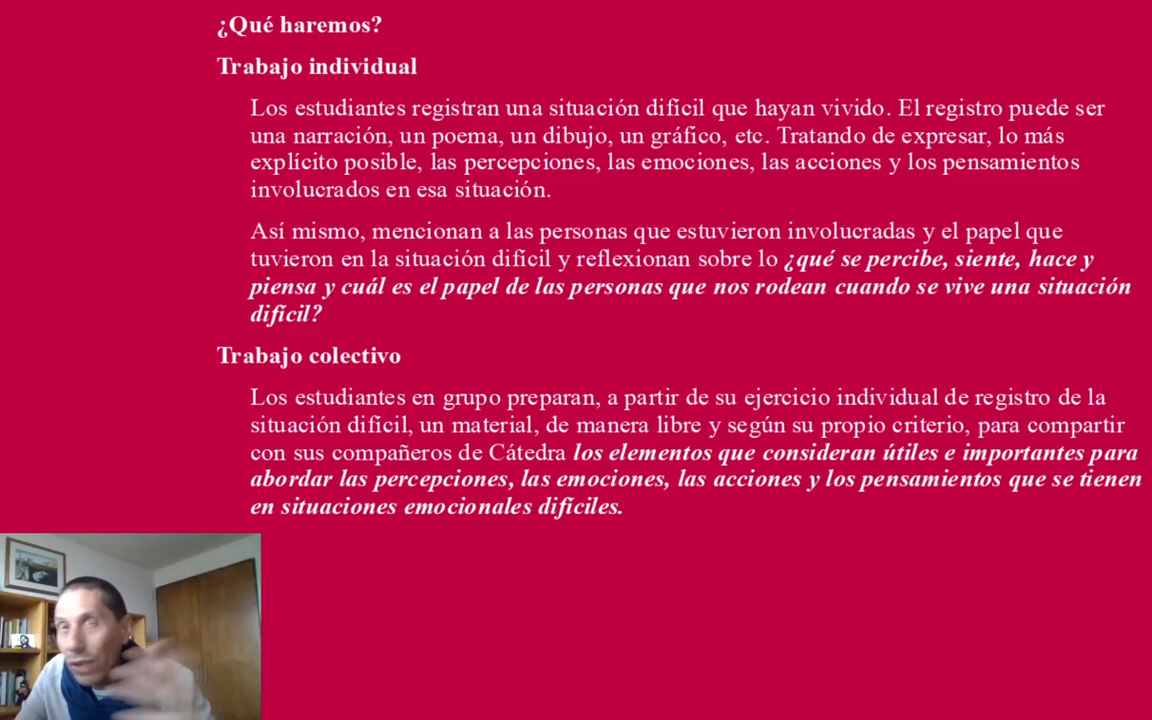 ¿Qué haremos?
Trabajo individual
Los estudiantes registran una situación difícil que hayan vivido. El registro puede ser
una narración, un poema, un dibujo, un gráfico, etc. Tratando de expresar, lo más
explícito posible, las percepciones, las emociones, las acciones y los pensamientos
involucrados en esa situación.
Así mismo, mencionan a las personas que estuvieron involucradas y el papel que
tuvieron en la situación difícil y reflexionan sobre lo ¿qué se percibe, siente, hace y
piensa y cuál es el papel de las personas que nos rodean cuando se vive una situación
difícil?
Trabajo colectivo
Los estudiantes en grupo preparan, a partir de su ejercicio individual de registro de la
situación difícil, un material, de manera libre y según su propio criterio, para compartir
con sus compañeros de Cátedra los elementos que consideran útiles e importantes para
abordar las percepciones, las emociones, las acciones y los pensamientos que se tienen
en situaciones emocionales difíciles.